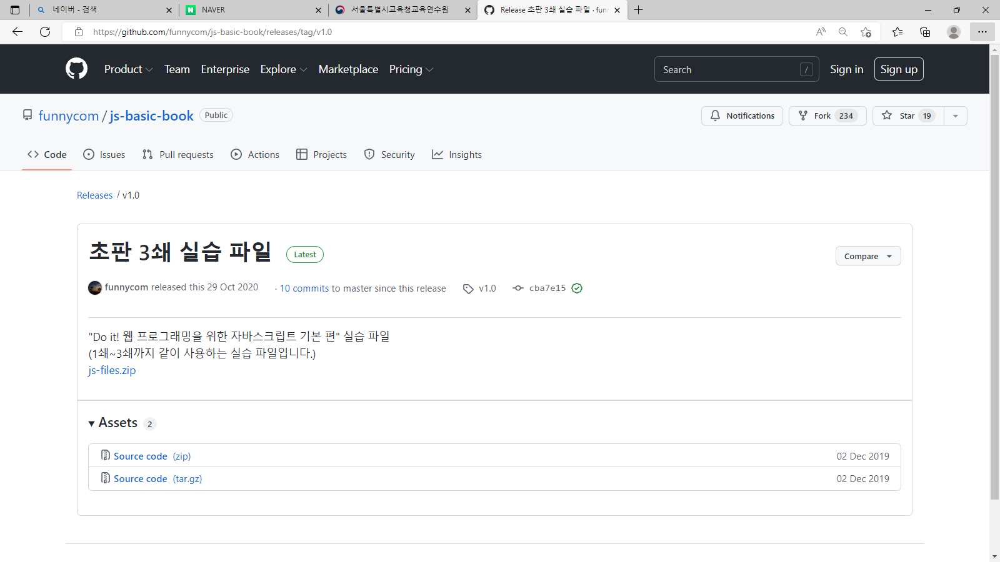 네이버 - 검색
NAVER
서울특별시교육청교육연수원
Release 초판 3쇄 실습 파일 · fun
https://github.com/funnycom/js-basic-book/releases/tag/v1.0
Product Team Enterprise Explore Marketplace Pricing Search / Sign in Sign up
funnycom / js-basic-book Public Notifications Fork 234 Star 19
Code Issues Pull requests Actions Projects Security Insights
Releases / v1.0
초판 3쇄 실습 파일 Latest Compare
funnycom released this 29 Oct 2020 · 10 commits to master since this release v1.0 cba7e15
"Do it! 웹 프로그래밍을 위한 자바스크립트 기본 편" 실습 파일
(1쇄~3쇄까지 같이 사용하는 실습 파일입니다.)
js-files.zip
Assets 2
Source code (zip) 02 Dec 2019
Source code (tar.gz) 02 Dec 2019